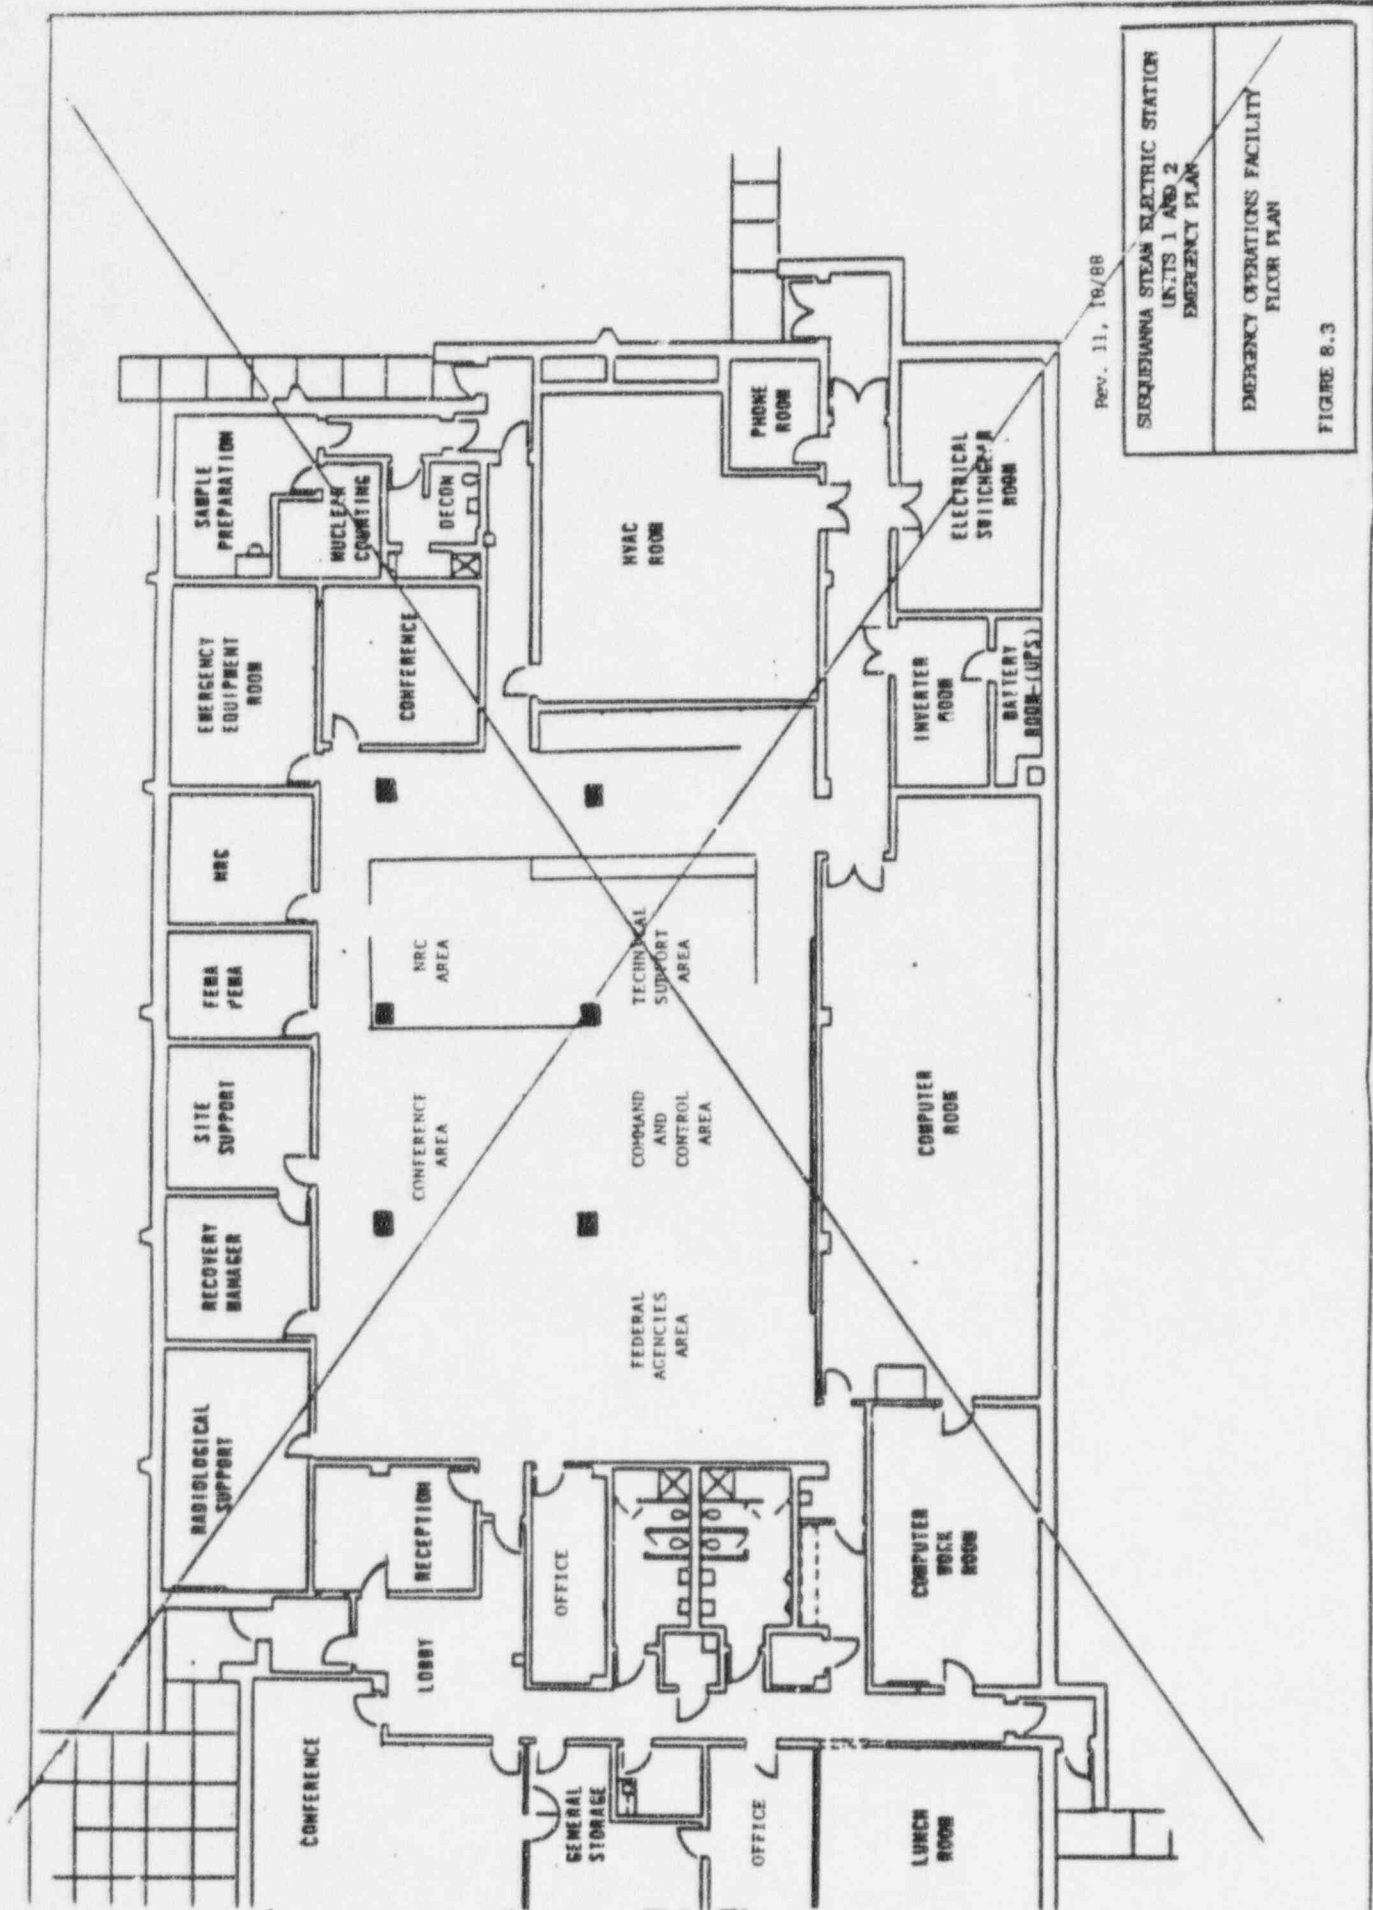 SAMPLE
PREPARATION
NUCLEAR
COUNTING
DECON
EMERGENCY
EQUIPMENT
ROOM
CONFERENCE
HVAC
ROOM
PHONE
ROOM
ELECTRICAL
SWITCHGEAR
ROOM
INVERTER
ROOM
BATTERY
ROOM (UPS)
NRC
FEMA
PEMA
SITE
SUPPORT
RECOVERY
MANAGER
RADIOLOGICAL
SUPPORT
NRC
AREA
TECHNICAL
SUPPORT
AREA
CONFERENCE
AREA
COMMAND
AND
CONTROL
AREA
FEDERAL
AGENCIES
AREA
COMPUTER
ROOM
RECEPTION
OFFICE
LOBBY
COMPUTER
ROOM
CONFERENCE
GENERAL
STORAGE
OFFICE
LUNCH
ROOM
Rev. 11, 10/88
SUSQUEHANNA STEAM ELECTRIC STATION
UNITS 1 AND 2
EMERGENCY PLAN
EMERGENCY OPERATIONS FACILITY
FLOOR PLAN
FIGURE 8.3